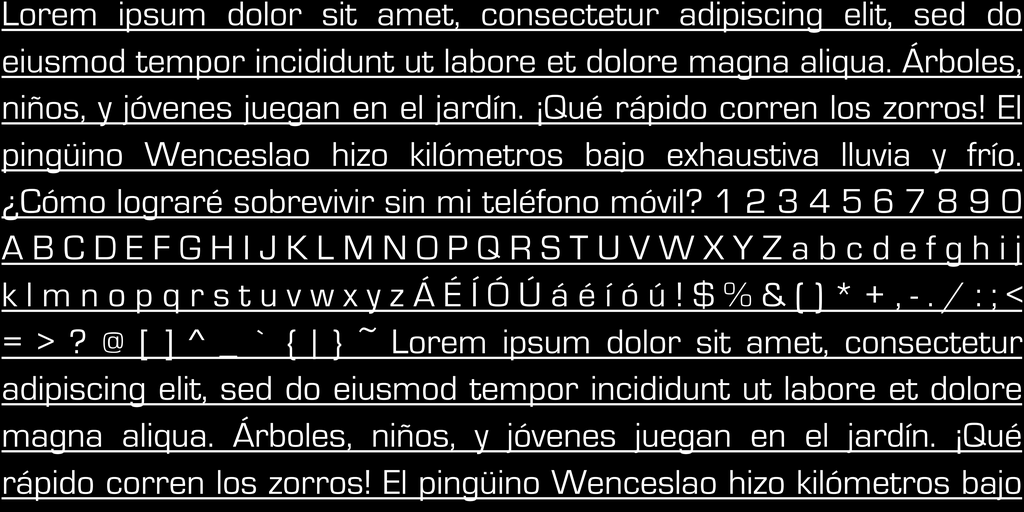 Lorem ipsum dolor sit amet, consectetur adipiscing elit, sed do
eiusmod tempor incididunt ut labore et dolore magna aliqua. Árboles,
niños, y jóvenes juegan en el jardín. ¡Qué rápido corren los zorros! El
pingüino Wenceslao hizo kilómetros bajo exhaustiva lluvia y frío.
¿Cómo lograré sobrevivir sin mi teléfono móvil? 1 2 3 4 5 6 7 8 9 0
A B C D E F G H I J K L M N O P Q R S T U V W X Y Z a b c d e f g h i j
k l m n o p q r s t u v w x y z Á É Í Ó Ú á é í ó ú ! $ % & ( ) * + , - . / : ; <
= > ? @ [ ] ^ _ ` { | } ~ Lorem ipsum dolor sit amet, consectetur
adipiscing elit, sed do eiusmod tempor incididunt ut labore et dolore
magna aliqua. Árboles, niños, y jóvenes juegan en el jardín. ¡Qué
rápido corren los zorros! El pingüino Wenceslao hizo kilómetros bajo